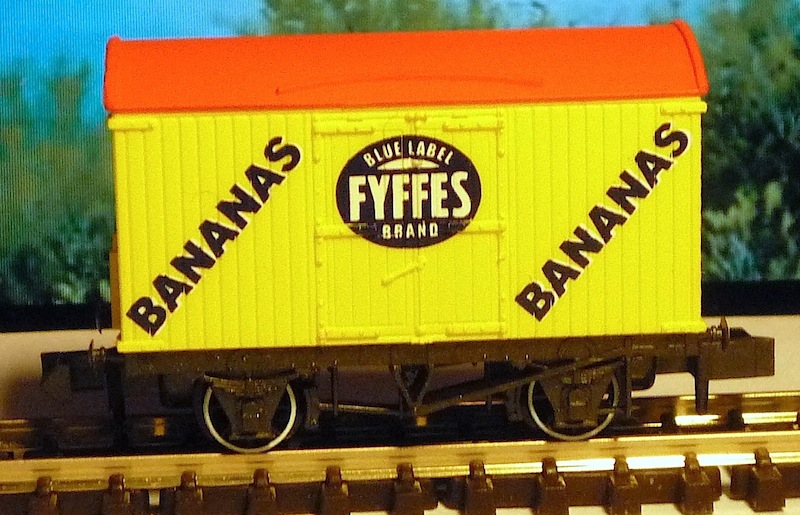 BANANAS
BLUE LABEL
FYFFES
BRAND
BANANAS